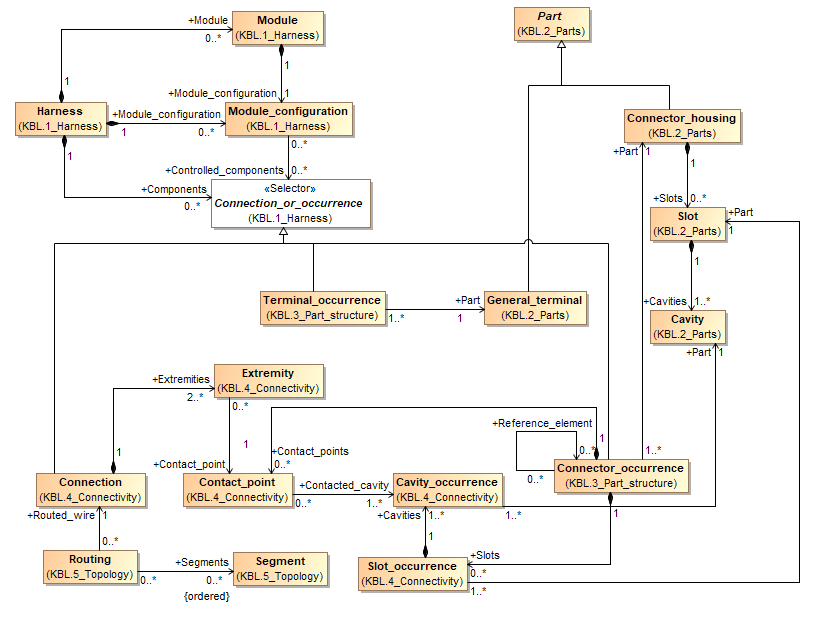 +Module
0..*
Module
(KBL.1_Harness)
Part
(KBL.2_Parts)
1
1
+Module_configuration
1
Harness
(KBL.1_Harness)
+Module_configuration
1
0..*
Module_configuration
(KBL.1_Harness)
Connector_housing
(KBL.2_Parts)
1
0..*
+Part
1
1
+Controlled_components
0..*
+Components
0..*
«Selector»
Connection_or_occurrence
(KBL.1_Harness)
+Slots
0..*
Slot
(KBL.2_Parts)
+Part
1
1
Terminal_occurrence
(KBL.3_Part_structure)
1..*
+Part
1
General_terminal
(KBL.2_Parts)
+Cavities
1..*
Cavity
(KBL.2_Parts)
+Part
1
Extremity
(KBL.4_Connectivity)
+Extremities
2..*
0..*
1
1
+Contact_point
+Contact_points
0..*
+Reference_element
0..*
0..*
1
1..*
Connection
(KBL.4_Connectivity)
Contact_point
(KBL.4_Connectivity)
+Contacted_cavity
0..*
1..*
Cavity_occurrence
(KBL.4_Connectivity)
1..*
Connector_occurrence
(KBL.3_Part_structure)
+Routed_wire
1
+Cavities
1..*
1
1
0..*
Routing
(KBL.5_Topology)
0..*
+Segments
0..*
{ordered}
Segment
(KBL.5_Topology)
Slot_occurrence
(KBL.4_Connectivity)
+Slots
0..*
1..*